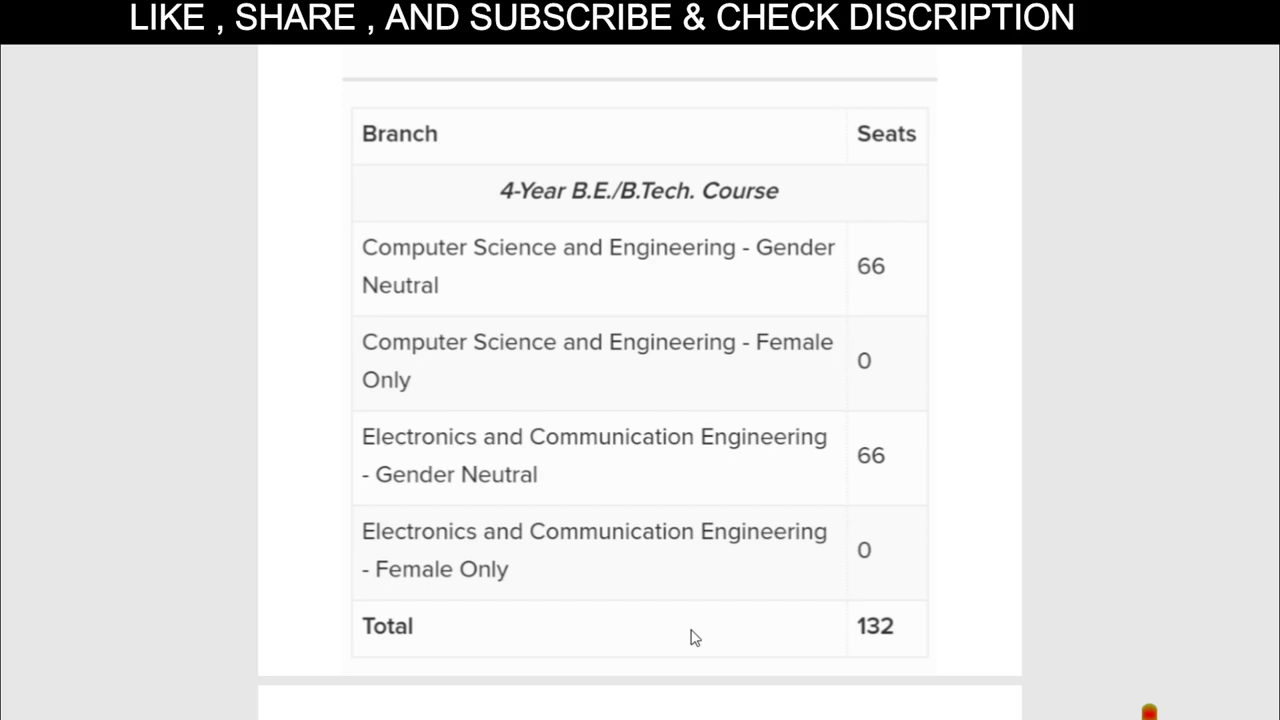 LIKE , SHARE , AND SUBSCRIBE & CHECK DISCRIPTION
Branch Seats
4-Year B.E./B.Tech. Course
Computer Science and Engineering - Gender
Neutral
66
Computer Science and Engineering - Female
Only
0
Electronics and Communication Engineering
- Gender Neutral
66
Electronics and Communication Engineering
- Female Only
0
Total 132